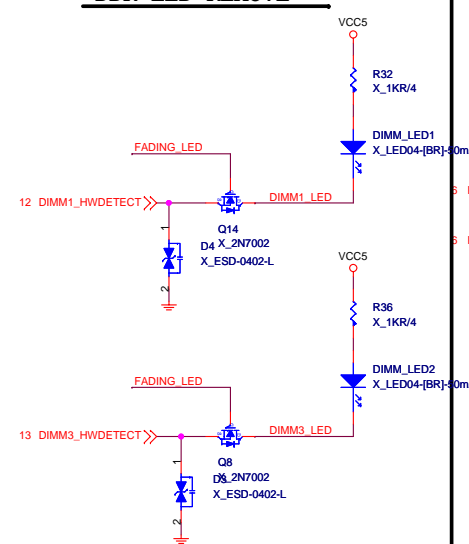 VCC5
R32
X_1KR/4
DIMM_LED1
X_LED04-[BR]-50m
FADING_LED
12 DIMM1_HWDETECT
DIMM1_LED
Q14
X_2N7002
1
D4
X_ESD-0402-L
2
VCC5
R36
X_1KR/4
DIMM_LED2
X_LED04-[BR]-50m
FADING_LED
13 DIMM3_HWDETECT
DIMM3_LED
Q8
X_2N7002
1
X_ESD-0402-L
2